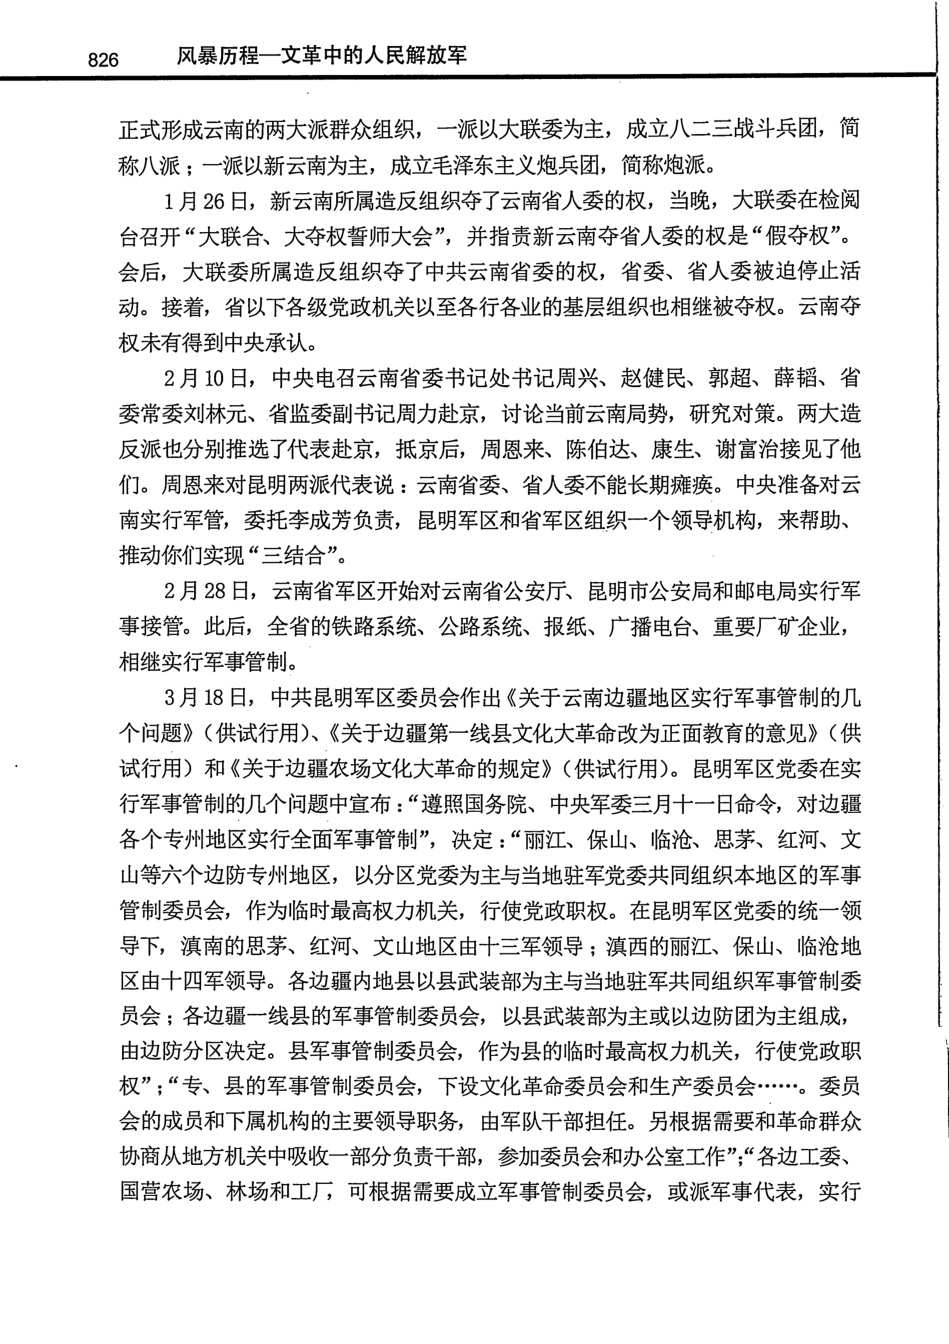 826 风暴历程—文革中的人民解放军
正式形成云南的两大派群众组织，一派以大联委为主，成立八二三战斗兵团，简
称八派；一派以新云南为主，成立毛泽东主义炮兵团，简称炮派。
1月26日，新云南所属造反组织夺了云南省人委的权，当晚，大联委在检阅
台召开“大联合、大夺权誓师大会”，并指责新云南夺省人委的权是“假夺权”。
会后，大联委所属造反组织夺了中共云南省委的权，省委、省人委被迫停止活
动。接着，省以下各级党政机关以至各行各业的基层组织也相继被夺权。云南夺
权未有得到中央承认。
2月10日，中央电召云南省委书记处书记周兴、赵健民、郭超、薛韬、省
委常委刘林元、省监委副书记周力赴京，讨论当前云南局势，研究对策。两大造
反派也分别推选了代表赴京，抵京后，周恩来、陈伯达、康生、谢富治接见了他
们。周恩来对昆明两派代表说：云南省委、省人委不能长期瘫痪。中央准备对云
南实行军管，委托李成芳负责，昆明军区和省军区组织一个领导机构，来帮助、
推动你们实现“三结合”。
2月28日，云南省军区开始对云南省公安厅、昆明市公安局和邮电局实行军
事接管。此后，全省的铁路系统、公路系统、报纸、广播电台、重要厂矿企业，
相继实行军事管制。
3月18日，中共昆明军区委员会作出《关于云南边疆地区实行军事管制的几
个问题》（供试行用）、《关于边疆第一线县文化大革命改为正面教育的意见》（供
试行用）和《关于边疆农场文化大革命的规定》（供试行用）。昆明军区党委在实
行军事管制的几个问题中宣布：“遵照国务院、中央军委三月十一日命令，对边疆
各个专州地区实行全面军事管制”，决定：“丽江、保山、临沧、思茅、红河、文
山等六个边防专州地区，以分区党委为主与当地驻军党委共同组织本地区的军事
管制委员会，作为临时最高权力机关，行使党政职权。在昆明军区党委的统一领
导下，滇南的思茅、红河、文山地区由十三军领导；滇西的丽江、保山、临沧地
区由十四军领导。各边疆内地县以县武装部为主与当地驻军共同组织军事管制委
员会；各边疆一线县的军事管制委员会，以县武装部为主或以边防团为主组成，
由边防分区决定。县军事管制委员会，作为县的临时最高权力机关，行使党政职
权”；“专、县的军事管制委员会，下设文化革命委员会和生产委员会……。委员
会的成员和下属机构的主要领导职务，由军队干部担任。另根据需要和革命群众
协商从地方机关中吸收一部分负责干部，参加委员会和办公室工作”；“各边工委、
国营农场、林场和工厂，可根据需要成立军事管制委员会，或派军事代表，实行